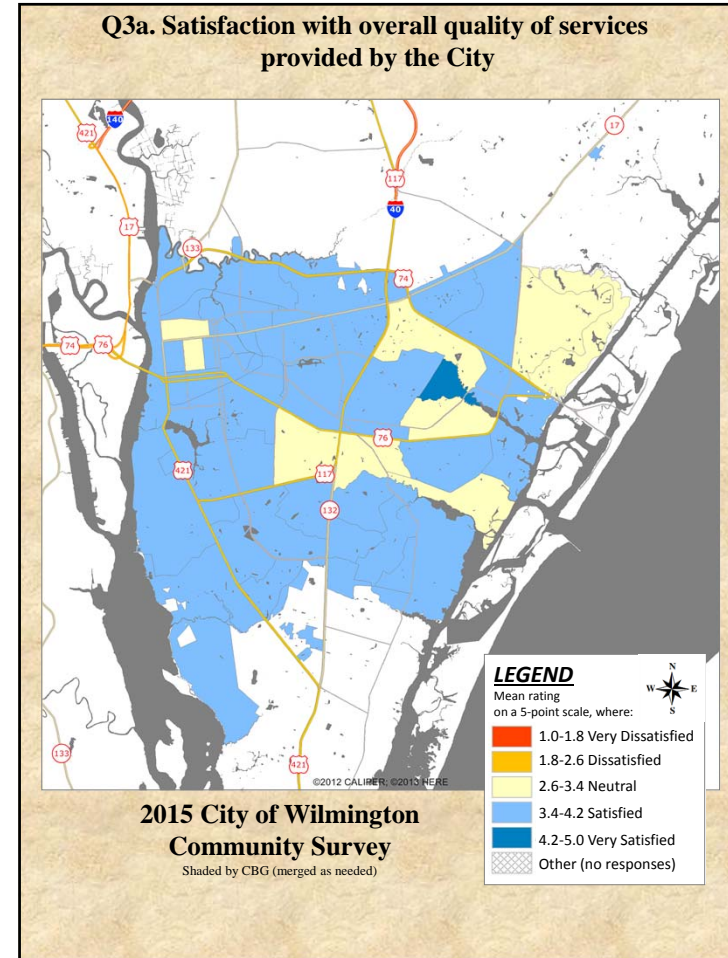 Q3a. Satisfaction with overall quality of services
provided by the City
140
421
17
117
17
40
133
74
74
76
76
421
117
132
133
421
©2012 CALIPER; ©2013 HERE
LEGEND
Mean rating
on a 5-point scale, where:
N
W E
S
1.0-1.8 Very Dissatisfied
1.8-2.6 Dissatisfied
2.6-3.4 Neutral
3.4-4.2 Satisfied
4.2-5.0 Very Satisfied
Other (no responses)
2015 City of Wilmington
Community Survey
Shaded by CBG (merged as needed)